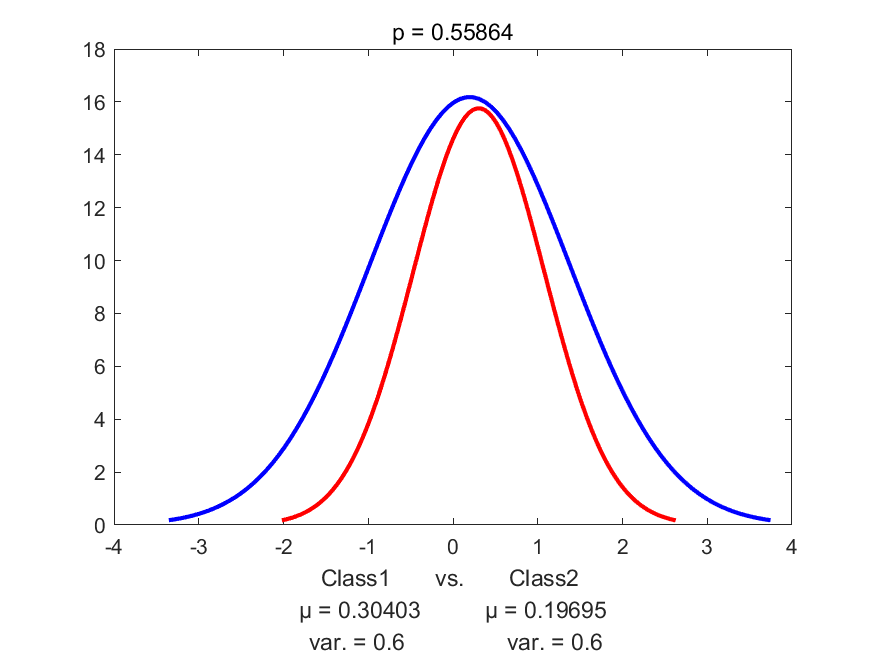 p = 0.55864
18
16
14
12
10
8
6
4
2
0
-4 -3 -2 -1 0 1 2 3 4
Class1 vs. Class2
μ = 0.30403 μ = 0.19695
var. = 0.6 var. = 0.6